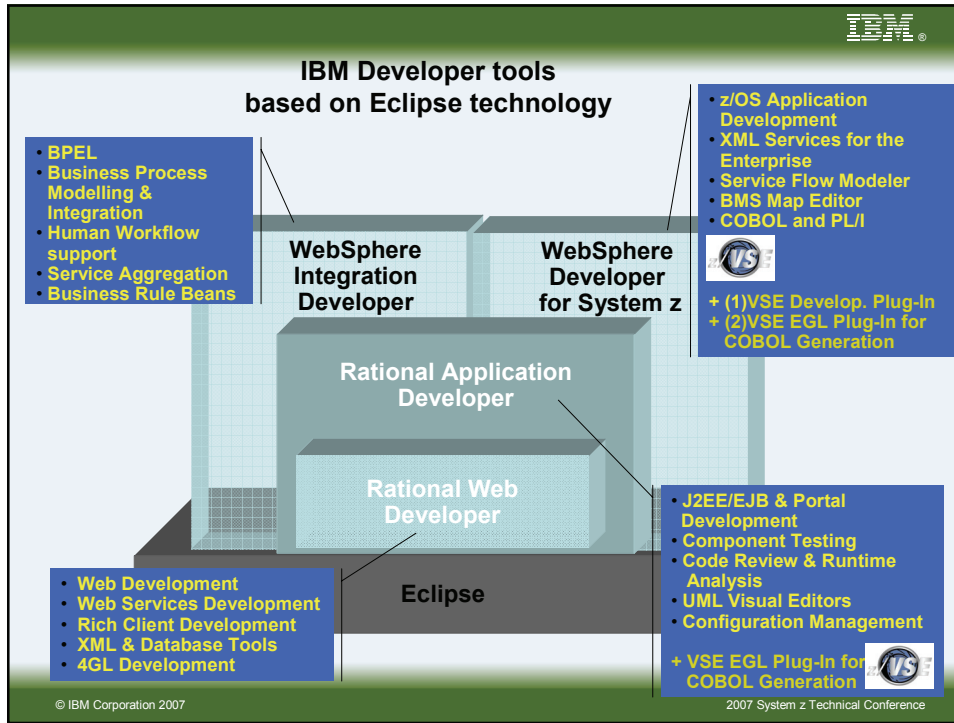 IBM ®
IBM Developer tools
based on Eclipse technology
• BPEL
• Business Process
Modelling &
Integration
• Human Workflow
support
• Service Aggregation
• Business Rule Beans
• z/OS Application
Development
• XML Services for the
Enterprise
• Service Flow Modeler
• BMS Map Editor
• COBOL and PL/I
z/VSE
+ (1)VSE Develop. Plug-In
+ (2)VSE EGL Plug-In for
COBOL Generation
WebSphere
Integration
Developer
WebSphere
Developer
for System z
Rational Application
Developer
Rational Web
Developer
Eclipse
• Web Development
• Web Services Development
• Rich Client Development
• XML & Database Tools
• 4GL Development
• J2EE/EJB & Portal
Development
• Component Testing
• Code Review & Runtime
Analysis
• UML Visual Editors
• Configuration Management
+ VSE EGL Plug-In for
COBOL Generation
z/VSE
© IBM Corporation 2007
2007 System z Technical Conference